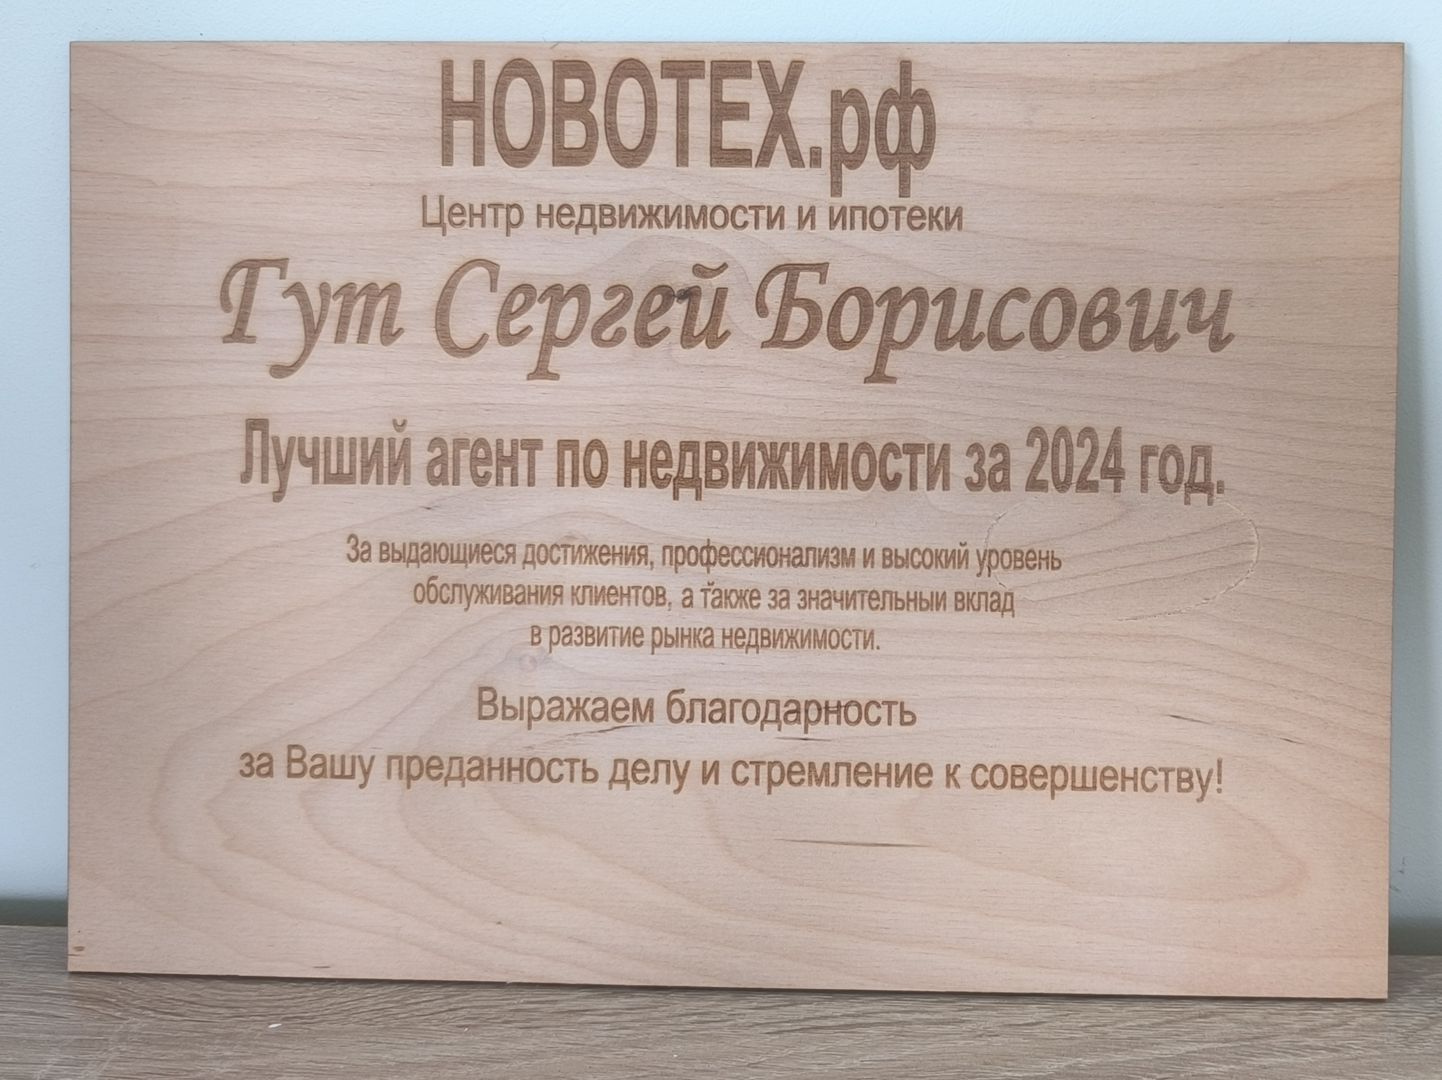 НОВОТЕХ.рф
Центр недвижимости и ипотеки
Гут Сергей Борисович
Лучший агент по недвижимости за 2024 год.
За выдающиеся достижения, профессионализм и высокий уровень
обслуживания клиентов, а также за значительный вклад
в развитие рынка недвижимости.
Выражаем благодарность
за Вашу преданность делу и стремление к совершенству!